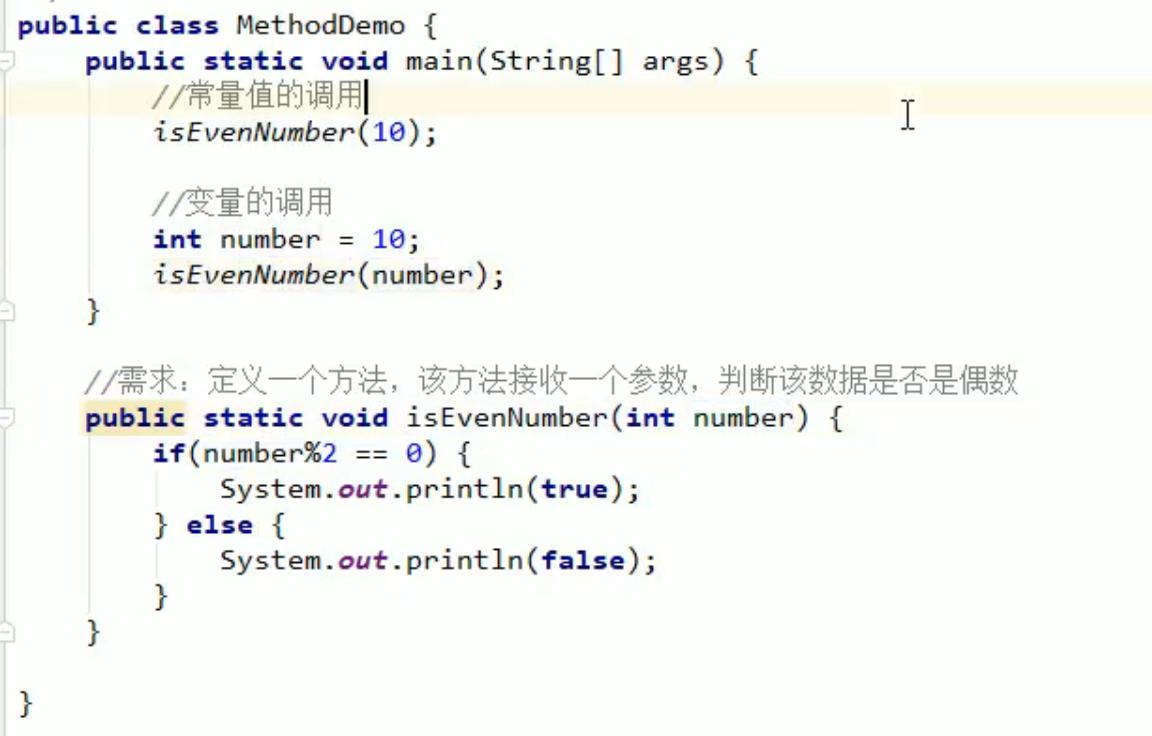 public class MethodDemo {
public static void main(String[] args) {
//常量值的调用
isEvenNumber(10);
//变量的调用
int number = 10;
isEvenNumber(number);
}
//需求：定义一个方法，该方法接收一个参数，判断该数据是否是偶数
public static void isEvenNumber(int number) {
if(number%2 == 0) {
System.out.println(true);
} else {
System.out.println(false);
}
}
}